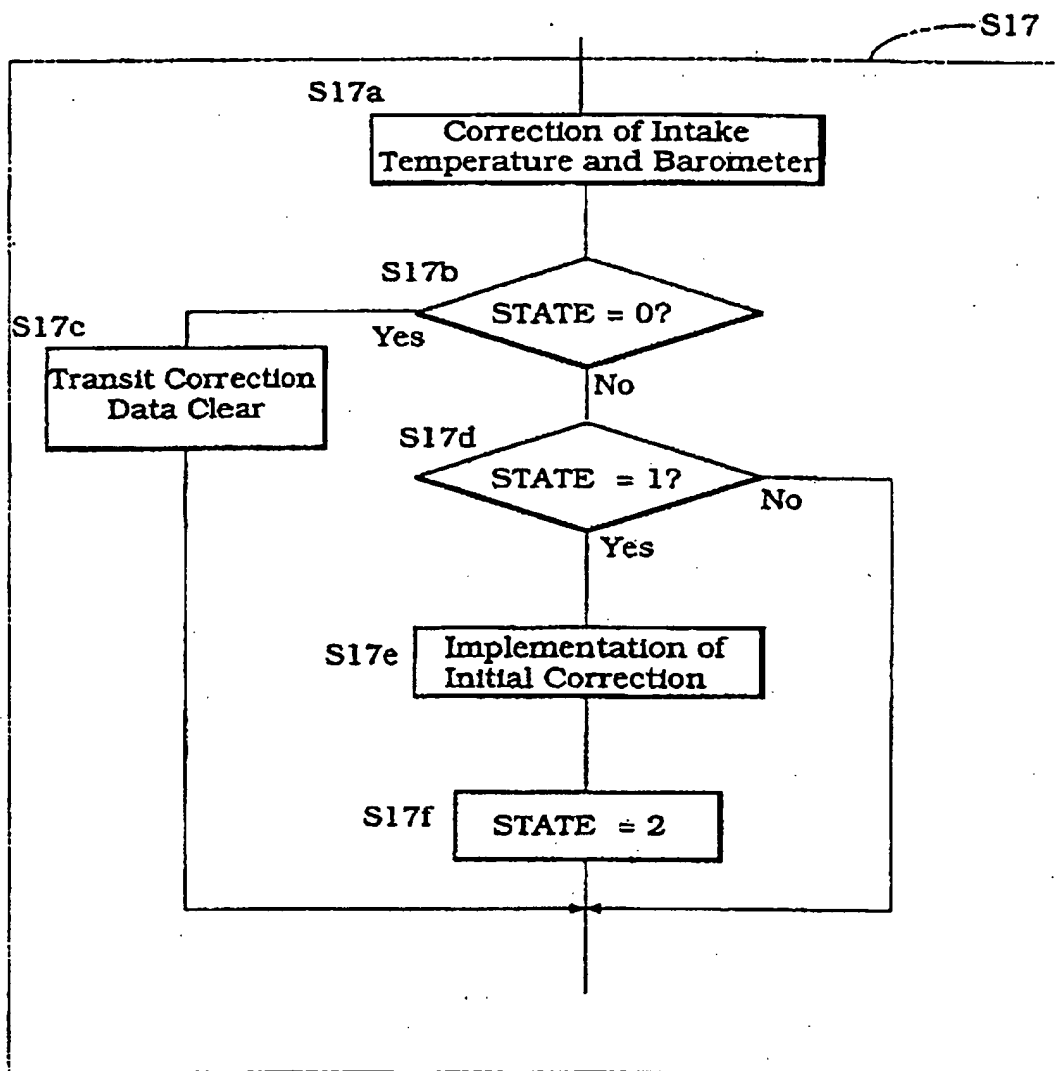 S17
S17a
Correction of Intake
Temperature and Barometer
S17b
STATE = 0?
Yes
No
S17c
Transit Correction
Data Clear
S17d
STATE = 1?
No
Yes
S17e
Implementation of
Initial Correction
S17f
STATE = 2